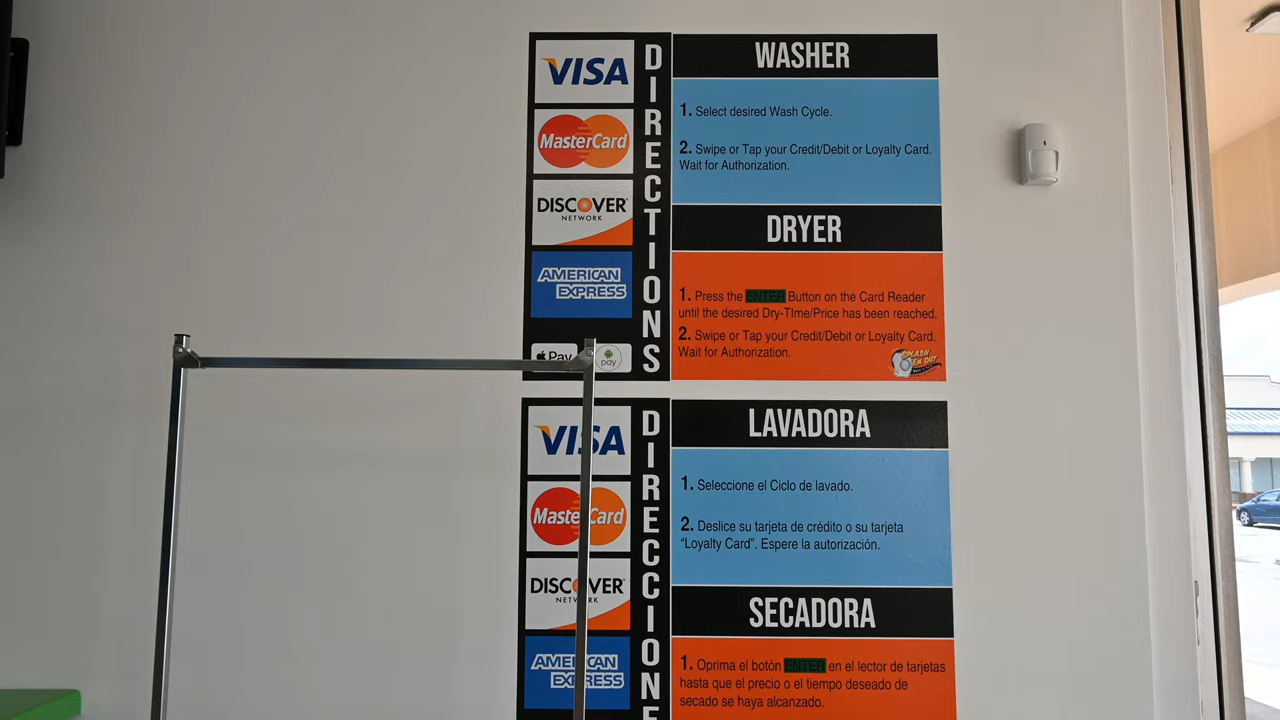 VISA
MasterCard
DISCOVER
NETWORK
AMERICAN
EXPRESS
Pay
pay
DIRECTIONS
WASHER
1. Select desired Wash Cycle.
2. Swipe or Tap your Credit/Debit or Loyalty Card.
Wait for Authorization.
DRYER
1. Press the ENTER Button on the Card Reader
until the desired Dry-TIme/Price has been reached.
2. Swipe or Tap your Credit/Debit or Loyalty Card.
Wait for Authorization.
SPLASH
EM OUT
VISA
MasterCard
DISCOVER
NETWORK
AMERICAN
EXPRESS
DIRECCIONE
LAVADORA
1. Seleccione el Ciclo de lavado.
2. Deslice su tarjeta de crédito o su tarjeta
“Loyalty Card”. Espere la autorización.
SECADORA
1. Oprima el botón ENTER en el lector de tarjetas
hasta que el precio o el tiempo deseado de
secado se haya alcanzado.